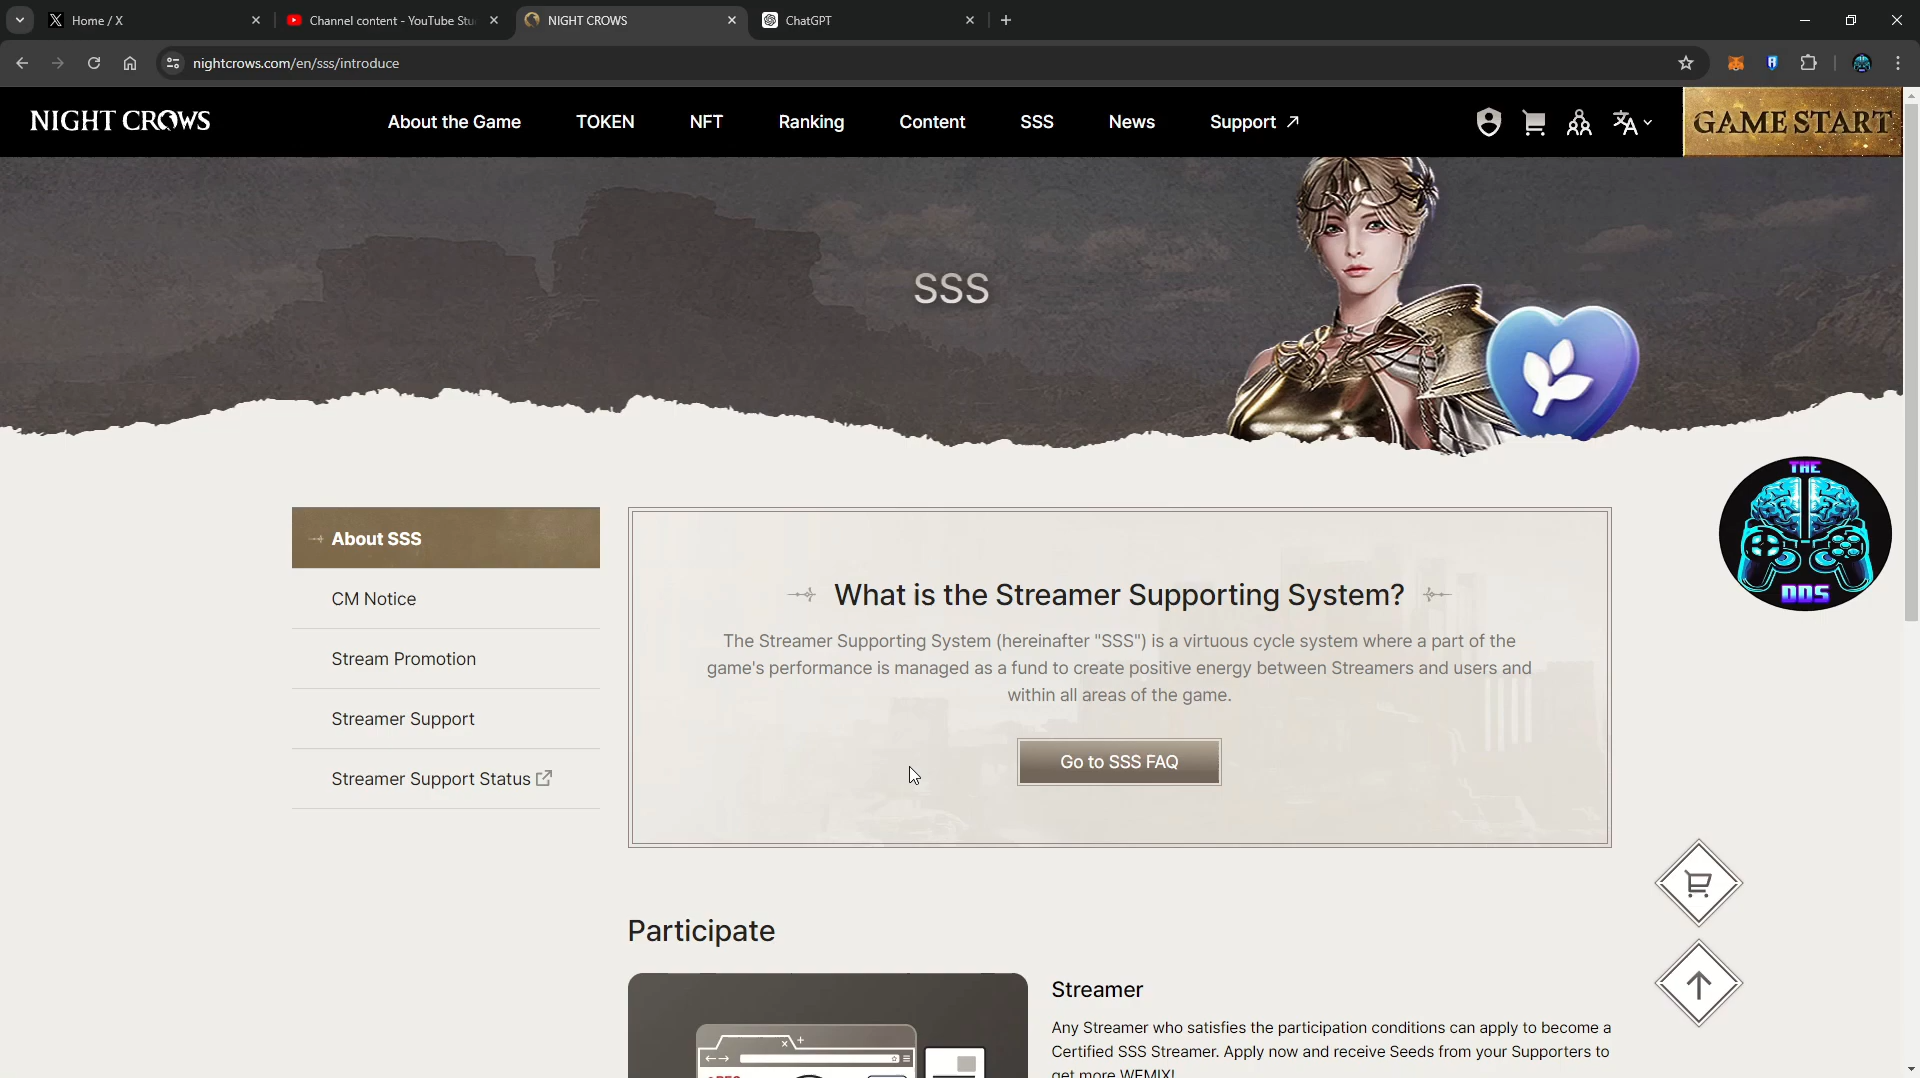 Home / X
Channel content - YouTube Stu
NIGHT CROWS
ChatGPT
nightcrows.com/en/sss/introduce
NIGHT CROWS
About the Game
TOKEN
NFT
Ranking
Content
SSS
News
Support
GAME START
SSS
THE
DDS
About SSS
CM Notice
Stream Promotion
Streamer Support
Streamer Support Status
What is the Streamer Supporting System?
The Streamer Supporting System (hereinafter "SSS") is a virtuous cycle system where a part of the
game's performance is managed as a fund to create positive energy between Streamers and users and
within all areas of the game.
Go to SSS FAQ
Participate
Streamer
Any Streamer who satisfies the participation conditions can apply to become a
Certified SSS Streamer. Apply now and receive Seeds from your Supporters to
get more WEMIX!